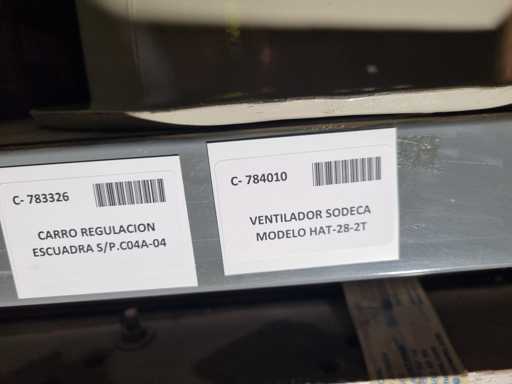 C- 783326
CARRO REGULACION
ESCUADRA S/P.C04A-04
C- 784010
VENTILADOR SODECA
MODELO HAT-28-2T